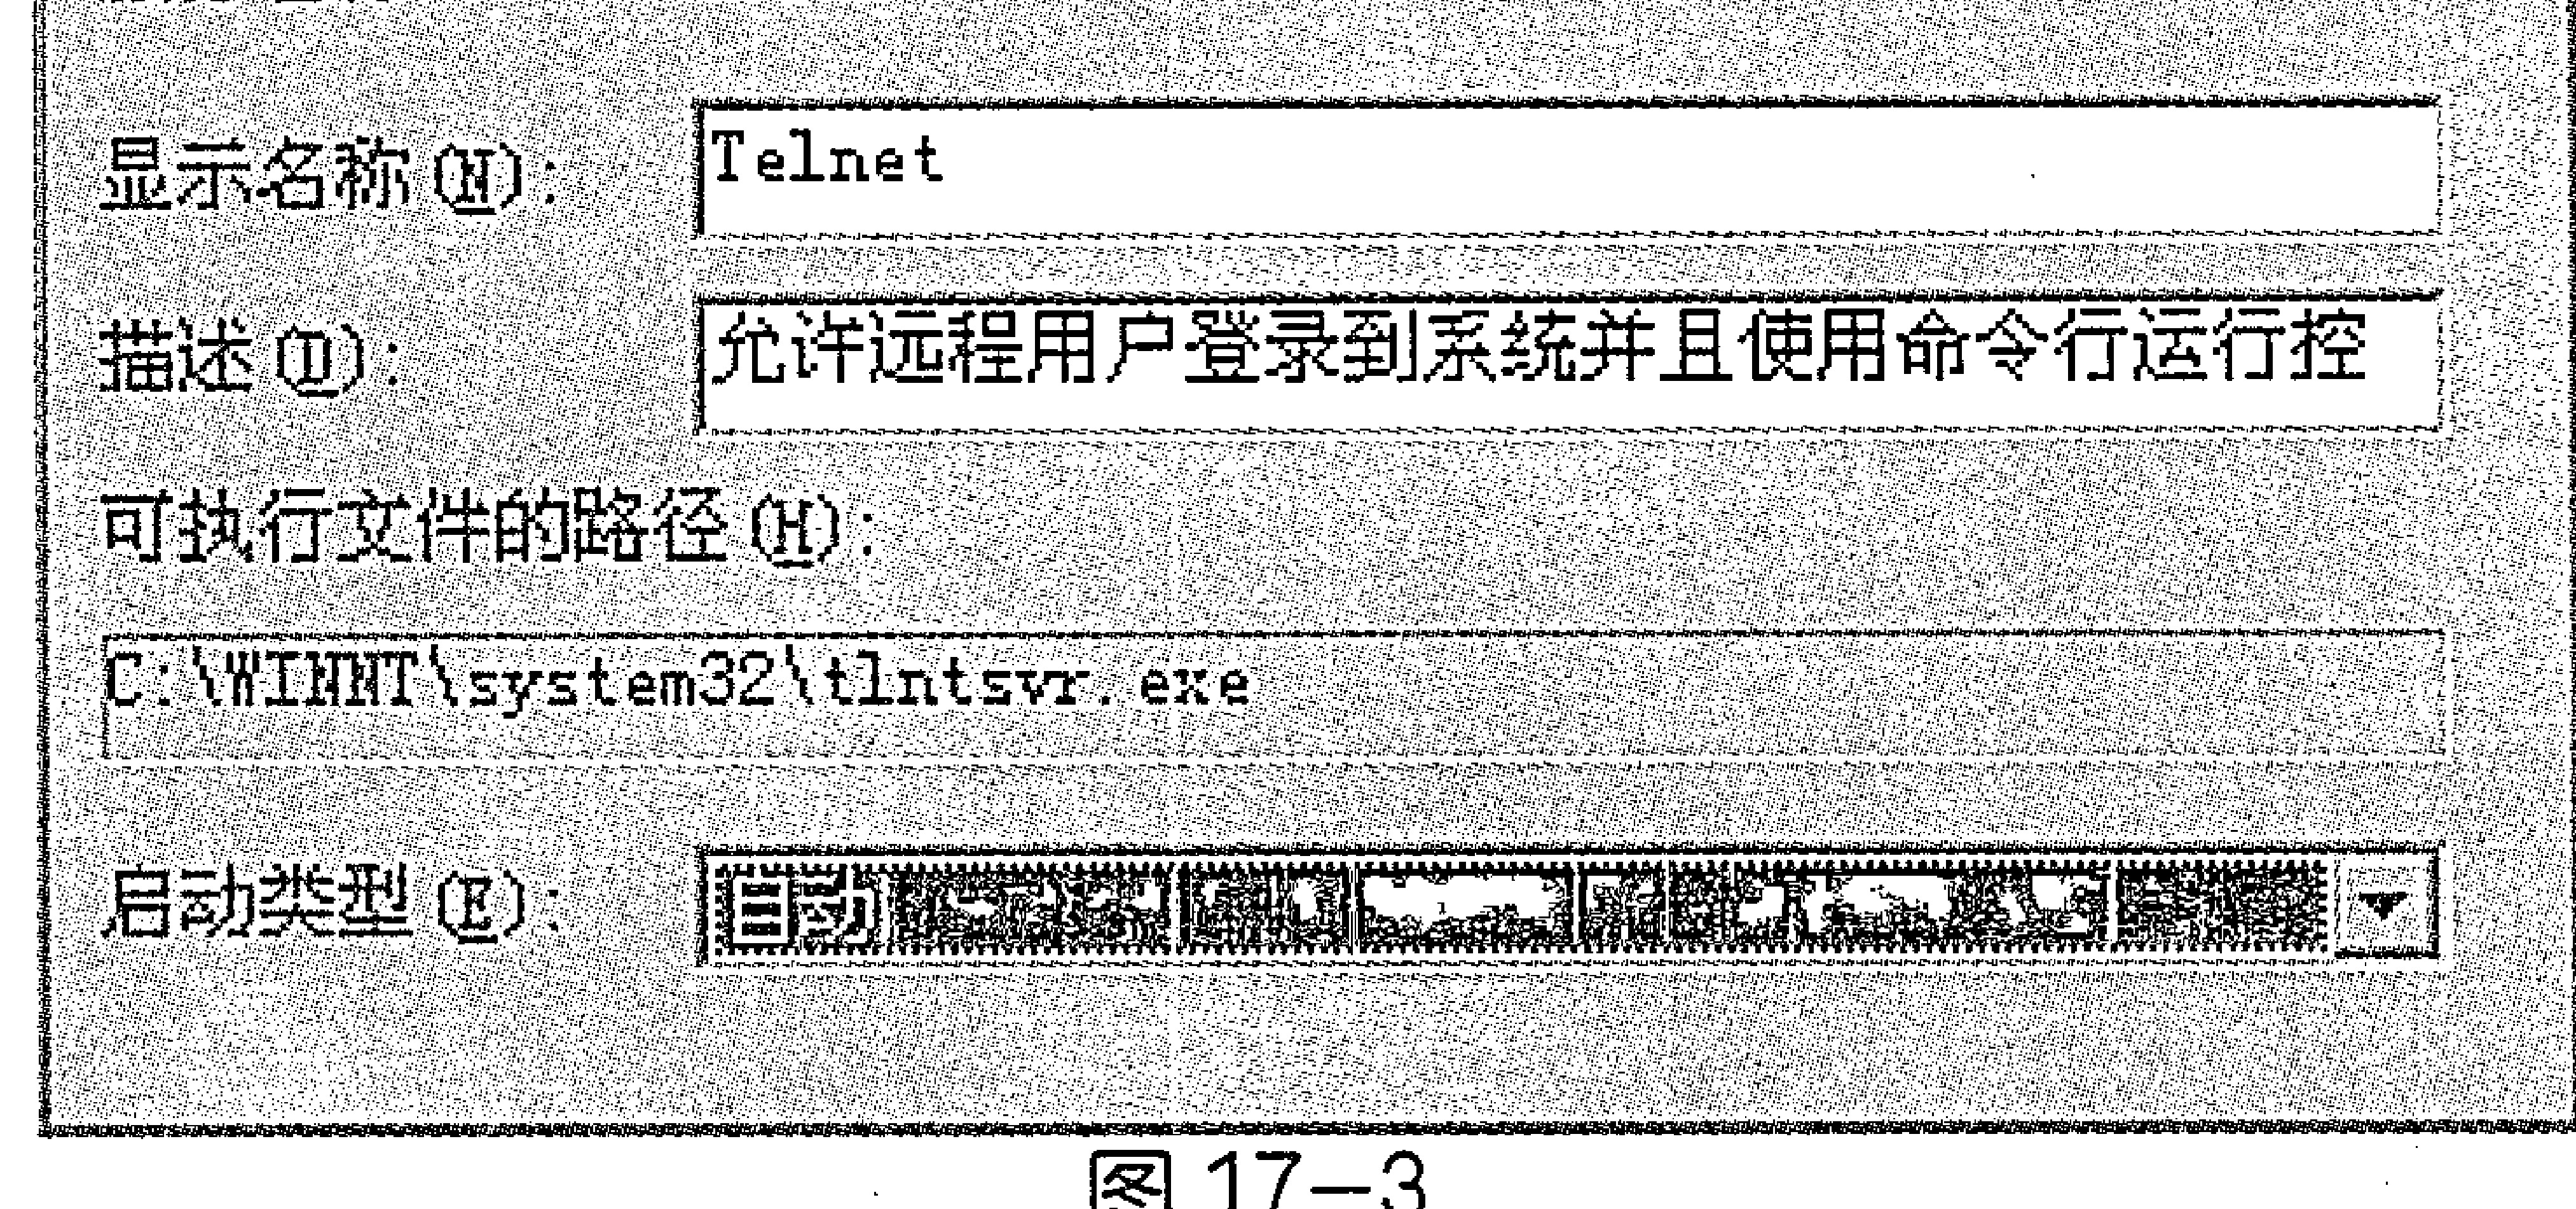 显示名称(N): Telnet
描述(D): 允许远程用户登录到系统并且使用命令行运行控
可执行文件的路径(H):
C:\WINNT\system32\tlntsvr.exe
启动类型(E): 自动
图 17-3